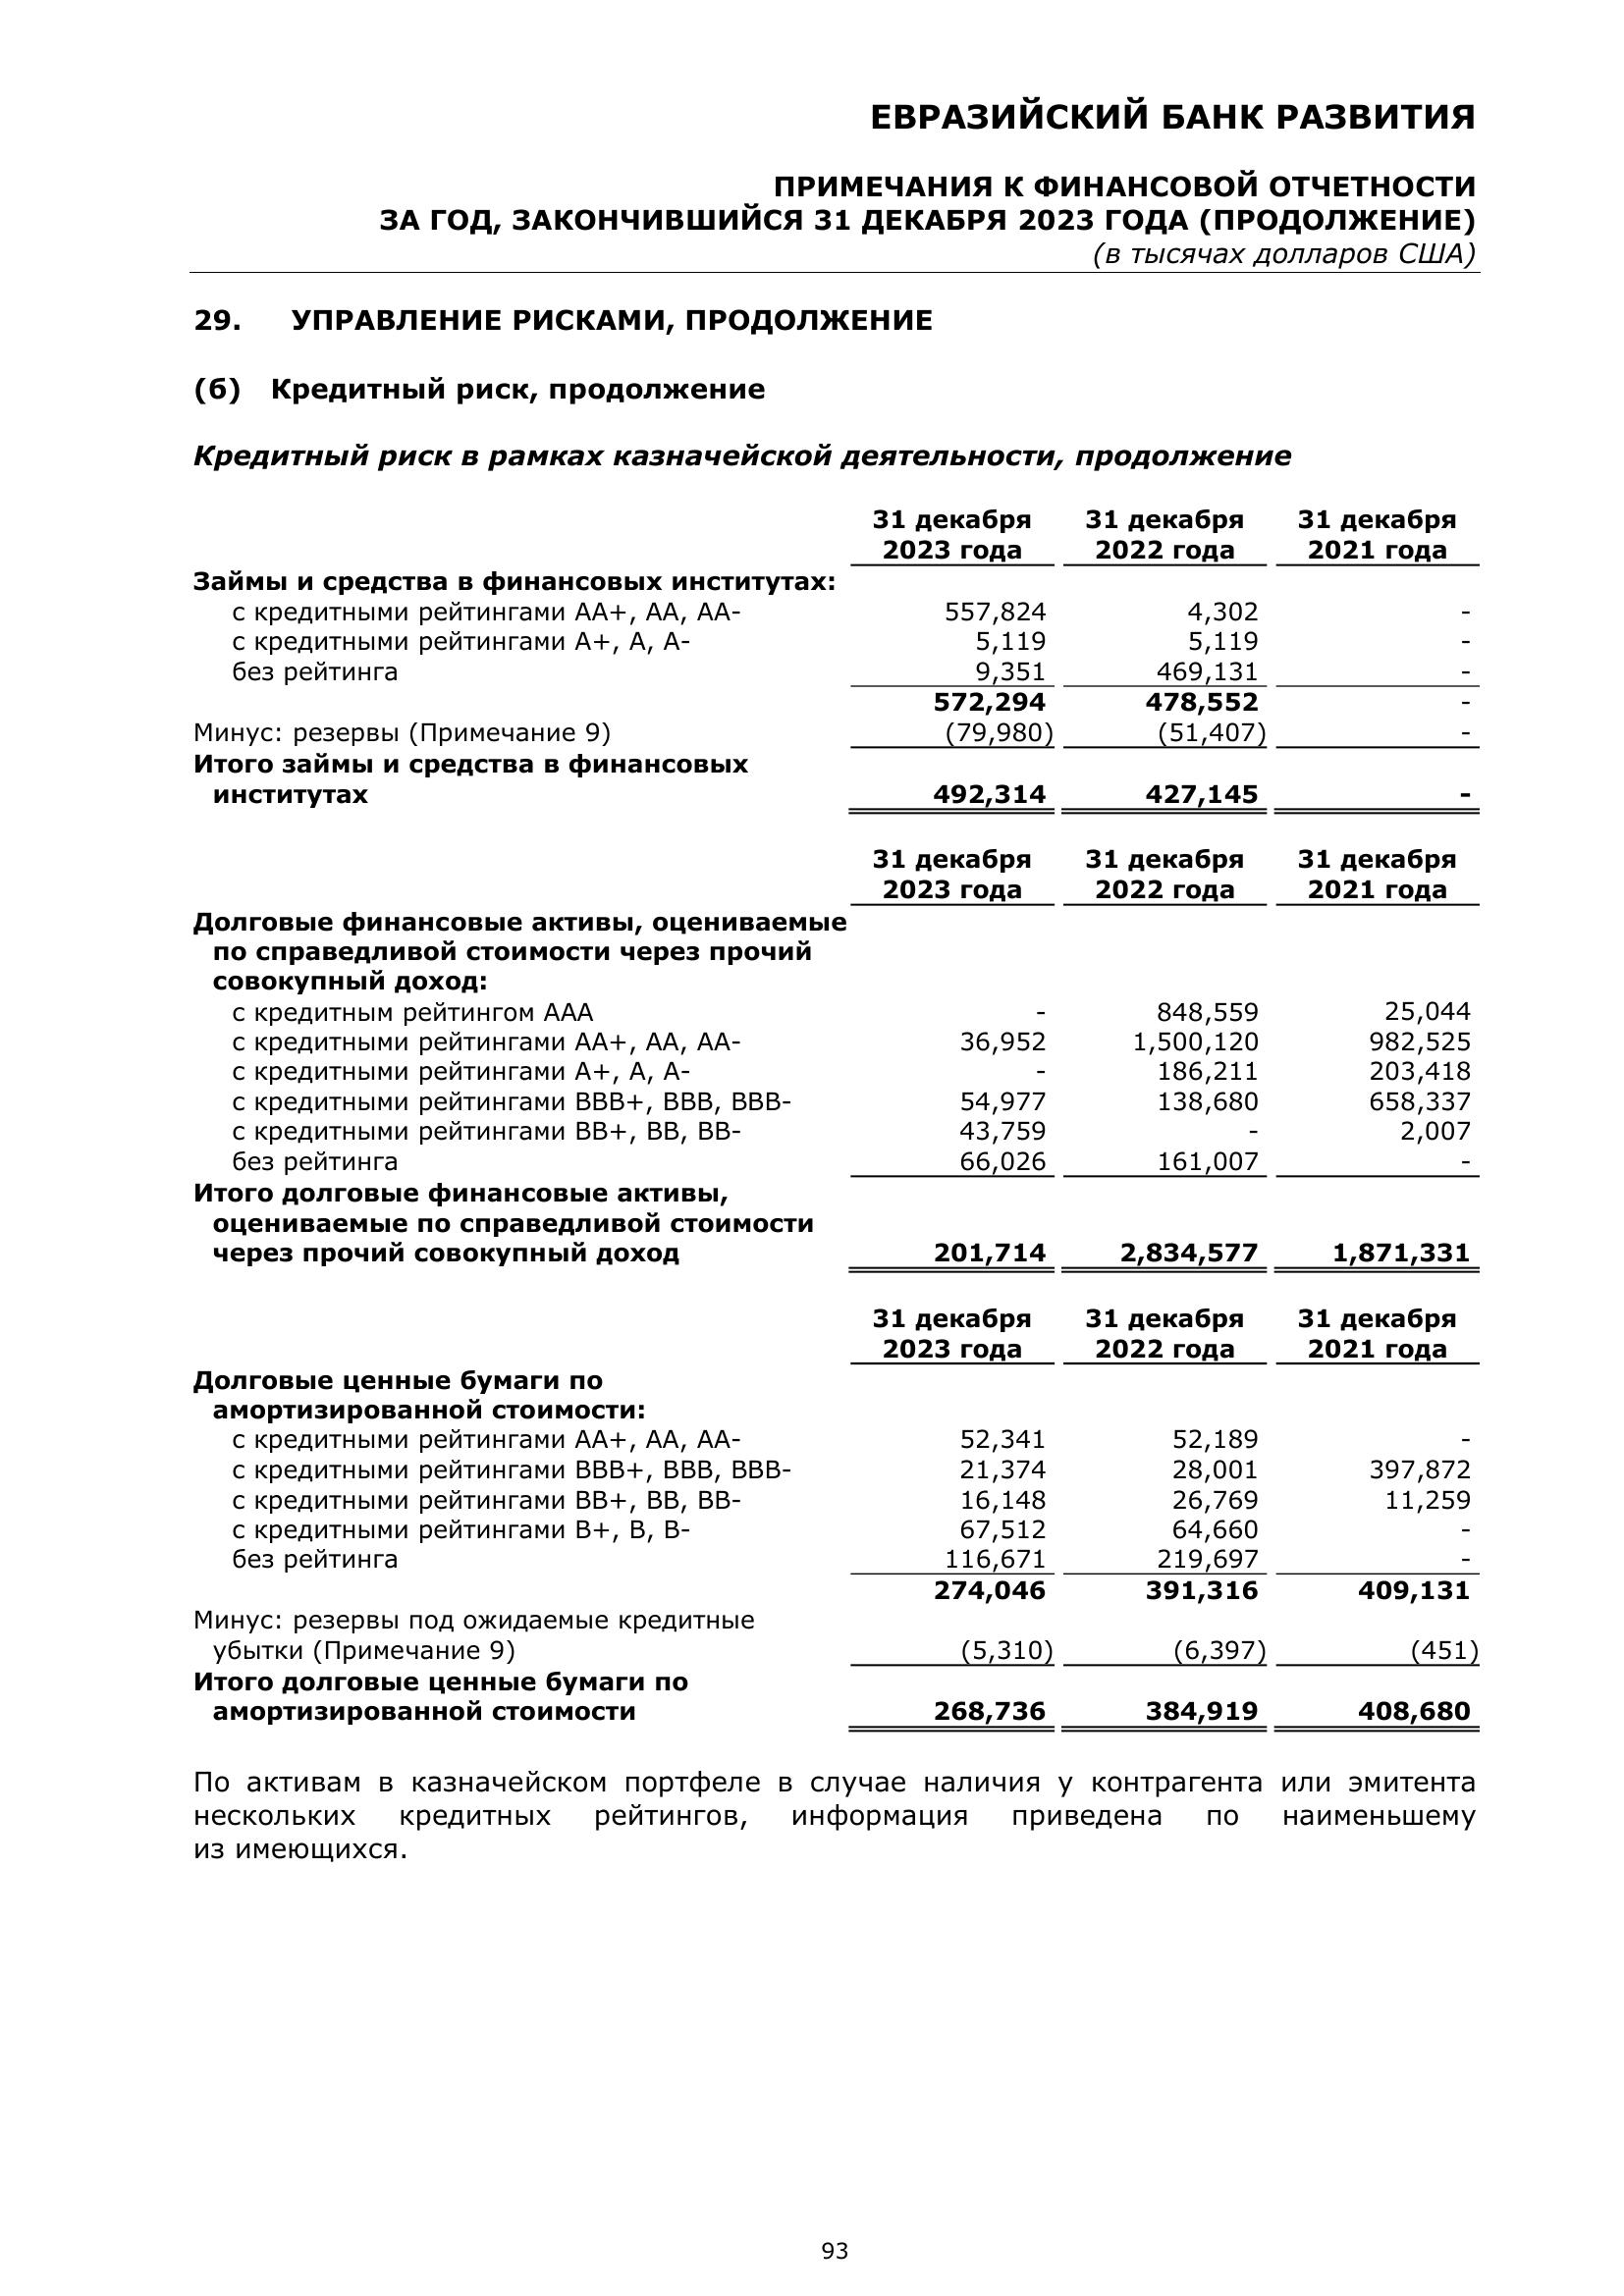 ЕВРАЗИЙСКИЙ БАНК РАЗВИТИЯ
ПРИМЕЧАНИЯ К ФИНАНСОВОЙ ОТЧЕТНОСТИ
ЗА ГОД, ЗАКОНЧИВШИЙСЯ 31 ДЕКАБРЯ 2023 ГОДА (ПРОДОЛЖЕНИЕ)
(в тысячах долларов США)
29. УПРАВЛЕНИЕ РИСКАМИ, ПРОДОЛЖЕНИЕ
(б) Кредитный риск, продолжение
Кредитный риск в рамках казначейской деятельности, продолжение
31 декабря 31 декабря 31 декабря
2023 года 2022 года 2021 года
Займы и средства в финансовых институтах:
с кредитными рейтингами AA+, AA, AA- 557,824 4,302 -
с кредитными рейтингами A+, A, A- 5,119 5,119 -
без рейтинга 9,351 469,131 -
572,294 478,552 -
Минус: резервы (Примечание 9) (79,980) (51,407) -
Итого займы и средства в финансовых
институтах 492,314 427,145 -
31 декабря 31 декабря 31 декабря
2023 года 2022 года 2021 года
Долговые финансовые активы, оцениваемые
по справедливой стоимости через прочий
совокупный доход:
с кредитным рейтингом AAA - 848,559 25,044
с кредитными рейтингами AA+, AA, AA- 36,952 1,500,120 982,525
с кредитными рейтингами A+, A, A- - 186,211 203,418
с кредитными рейтингами BBB+, BBB, BBB- 54,977 138,680 658,337
с кредитными рейтингами BB+, BB, BB- 43,759 - 2,007
без рейтинга 66,026 161,007 -
Итого долговые финансовые активы,
оцениваемые по справедливой стоимости
через прочий совокупный доход 201,714 2,834,577 1,871,331
31 декабря 31 декабря 31 декабря
2023 года 2022 года 2021 года
Долговые ценные бумаги по
амортизированной стоимости:
с кредитными рейтингами AA+, AA, AA- 52,341 52,189 -
с кредитными рейтингами BBB+, BBB, BBB- 21,374 28,001 397,872
с кредитными рейтингами BB+, BB, BB- 16,148 26,769 11,259
с кредитными рейтингами B+, B, B- 67,512 64,660 -
без рейтинга 116,671 219,697 -
274,046 391,316 409,131
Минус: резервы под ожидаемые кредитные
убытки (Примечание 9) (5,310) (6,397) (451)
Итого долговые ценные бумаги по
амортизированной стоимости 268,736 384,919 408,680
По активам в казначейском портфеле в случае наличия у контрагента или эмитента
нескольких кредитных рейтингов, информация приведена по наименьшему
из имеющихся.
93